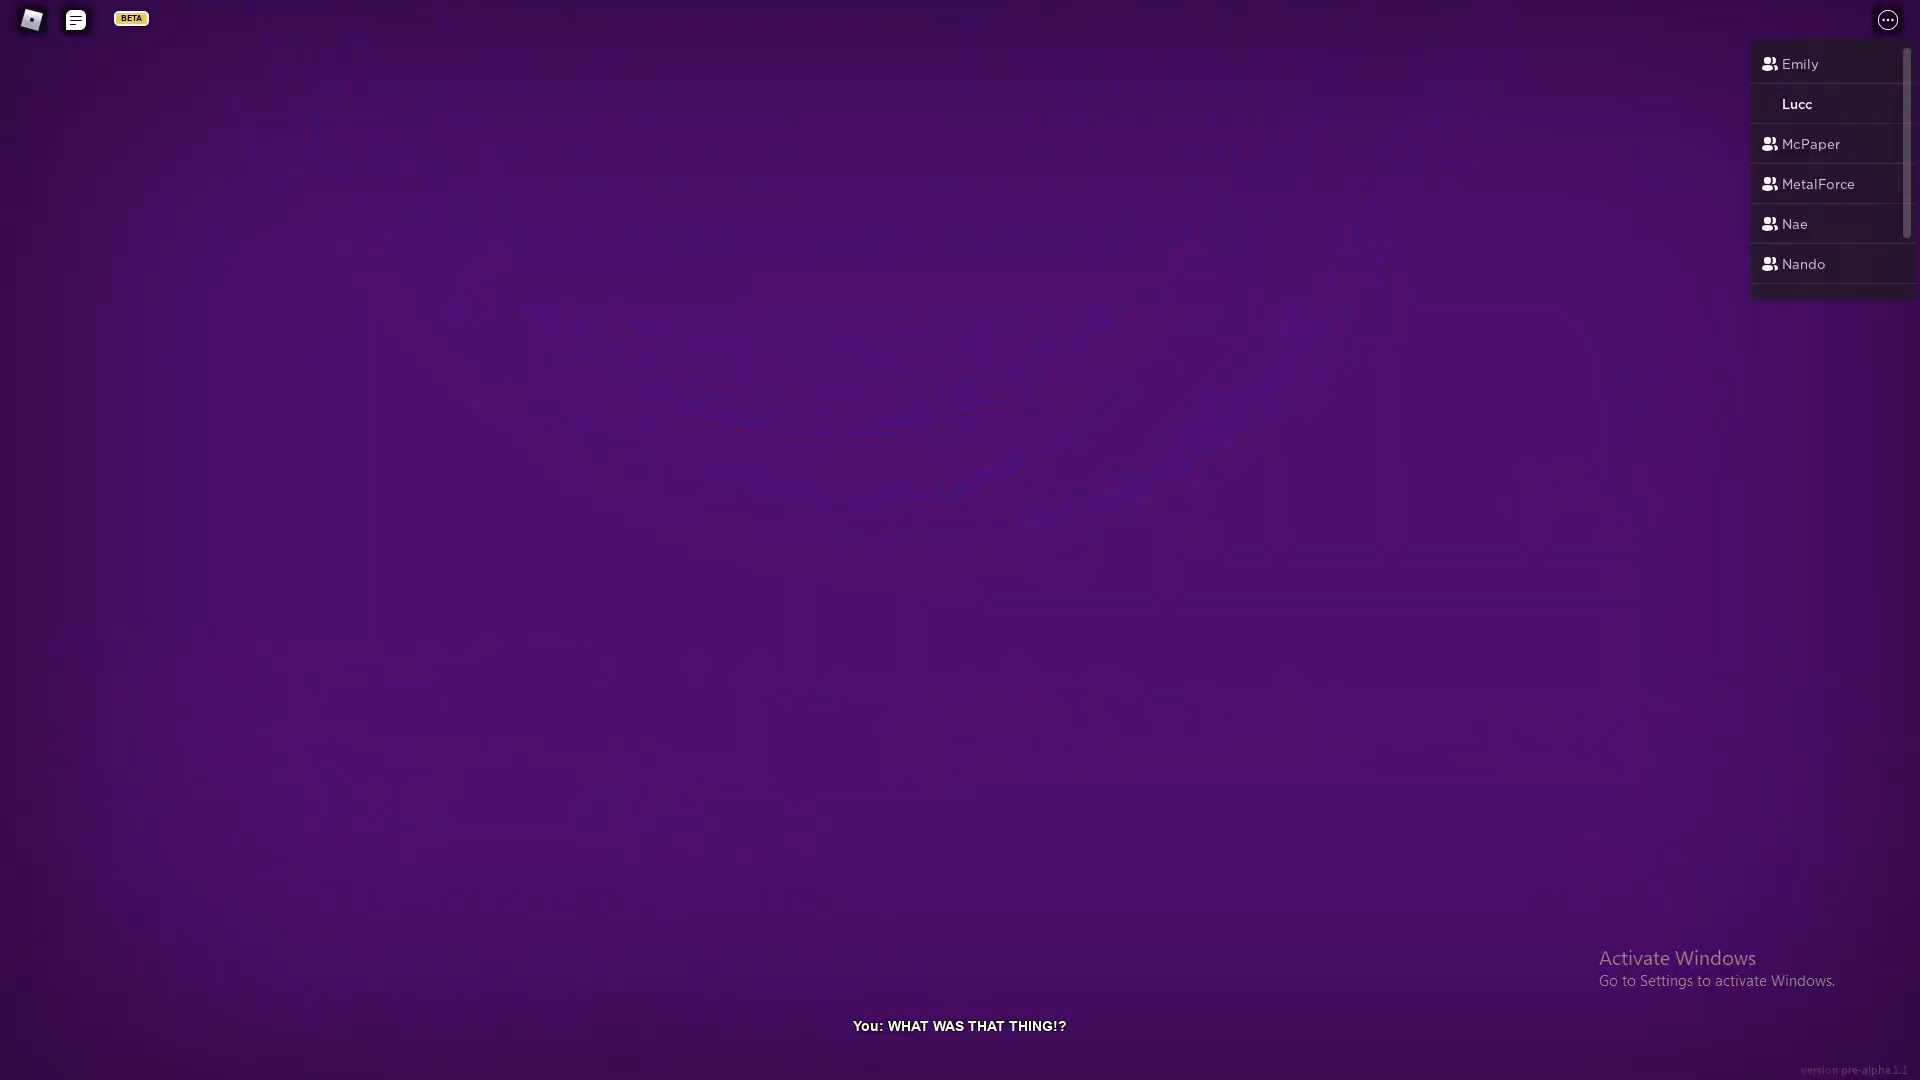 BETA
Emily
Lucc
McPaper
MetalForce
Nae
Nando
Activate Windows
Go to Settings to activate Windows.
You: WHAT WAS THAT THING!?
version pre-alpha 1.1